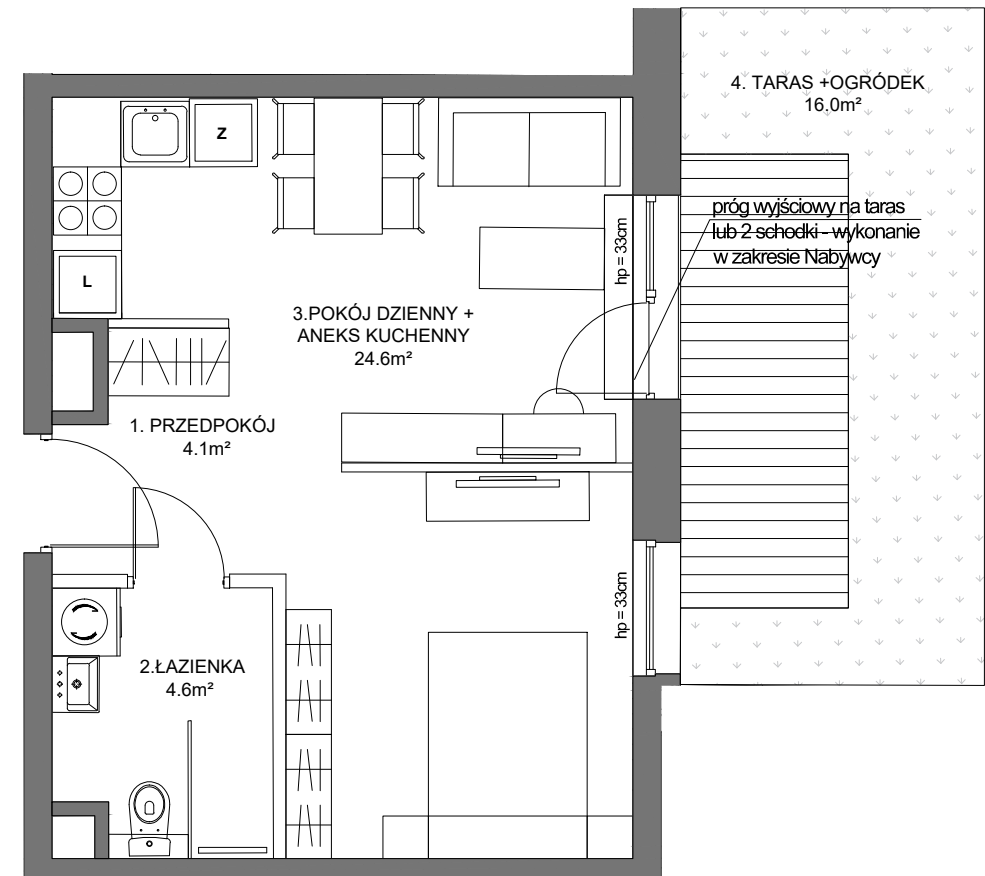 4. TARAS +OGRÓDEK
16.0m²
Z
próg wyjściowy na taras
lub 2 schodki - wykonanie
w zakresie Nabywcy
hp = 33cm
L
3.POKÓJ DZIENNY +
ANEKS KUCHENNY
24.6m²
1. PRZEDPOKÓJ
4.1m²
hp = 33cm
2.ŁAZIENKA
4.6m²